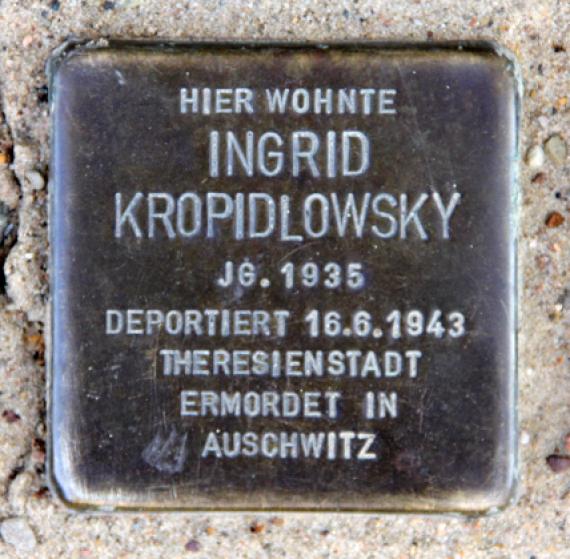 HIER WOHNTE
INGRID
KROPIDLOWSKY
JG. 1935
DEPORTIERT 16.6.1943
THERESIENSTADT
ERMORDET IN
AUSCHWITZ